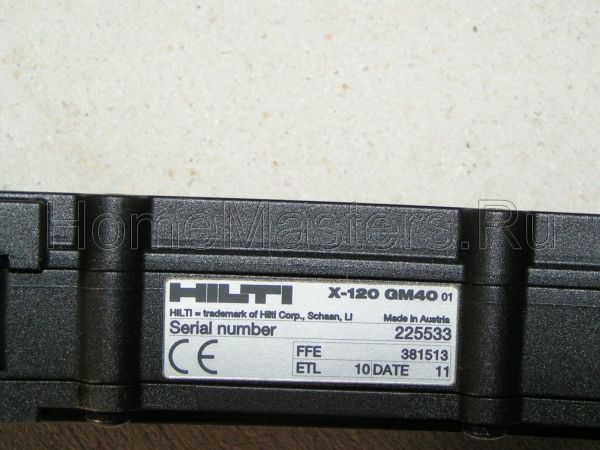 HomeMasters.Ru
HILTI X-120 GM40 01
HILTI = trademark of Hilti Corp., Schaan, LI Made in Austria
Serial number 225533
CE FFE 381513
ETL 10 DATE 11